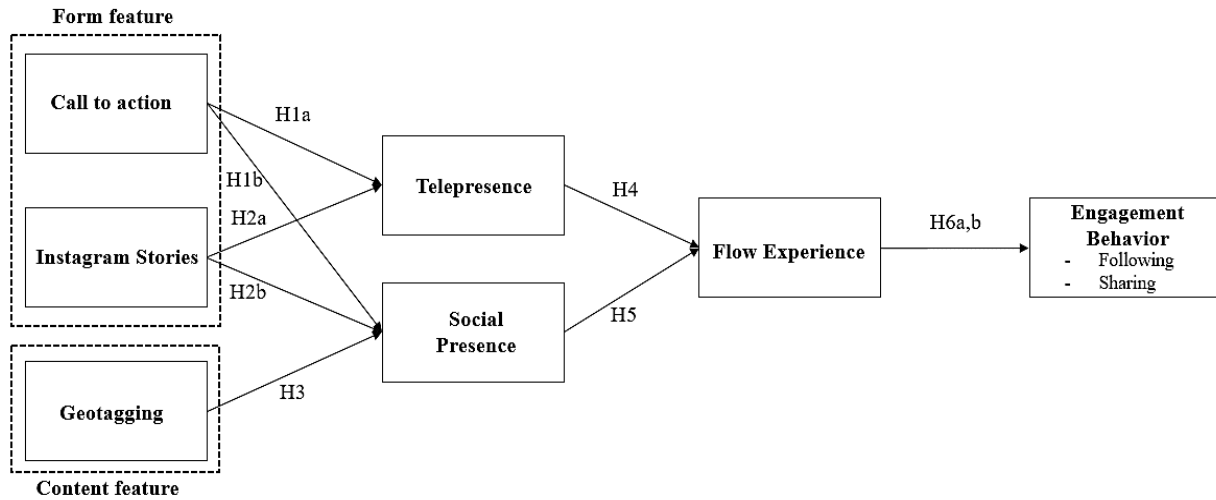 Form feature
Call to action
H1a
H1b
Telepresence
H4
H2a
Instagram Stories
H2b
Flow Experience
H6a,b
Engagement
Behavior
- Following
- Sharing
Social
Presence
H5
H3
Geotagging
Content feature